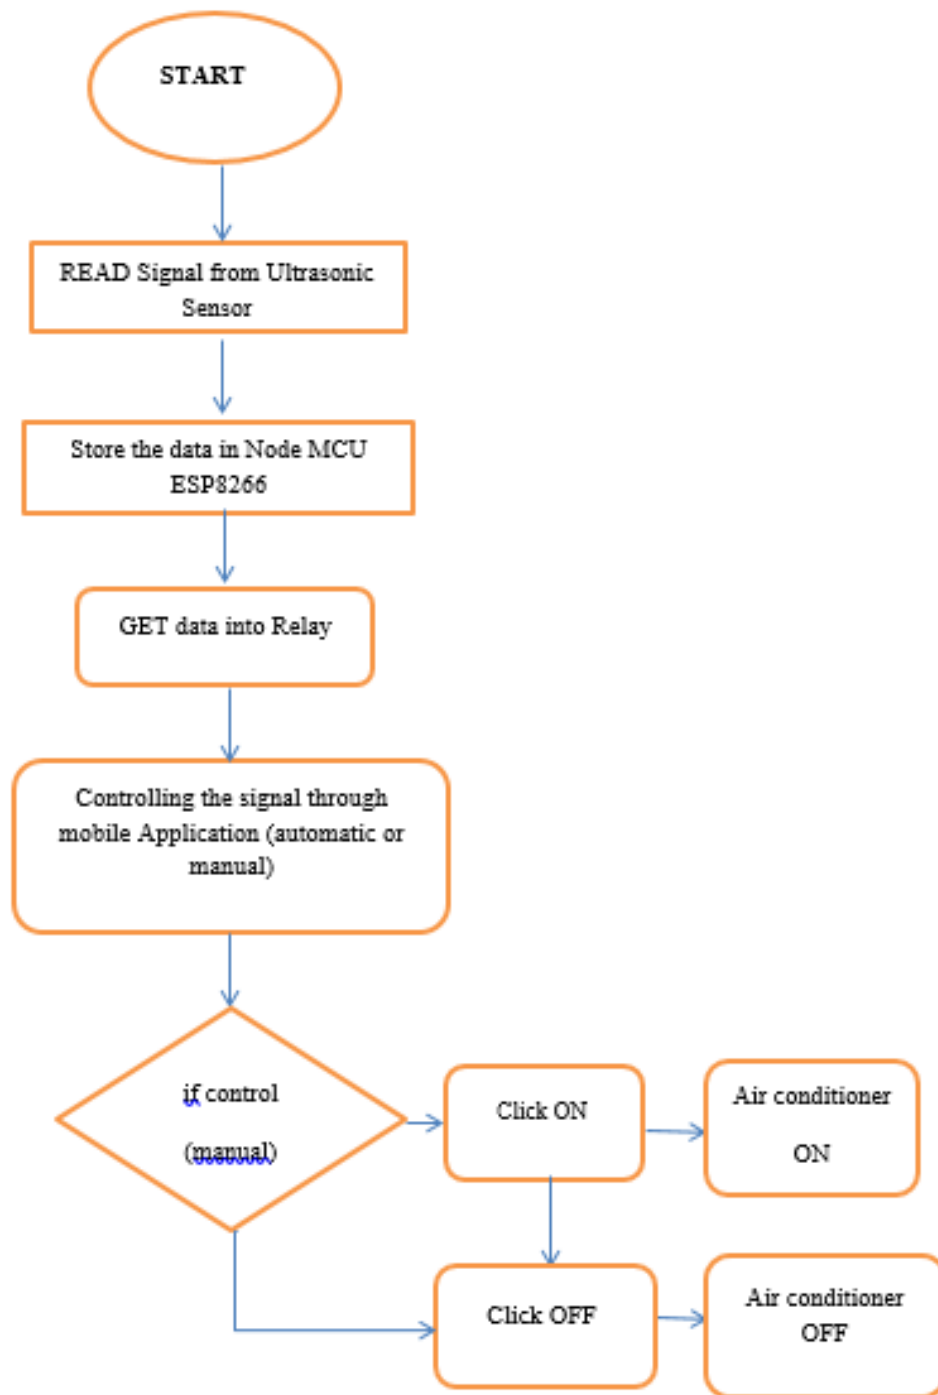 START
READ Signal from Ultrasonic
Sensor
Store the data in Node MCU
ESP8266
GET data into Relay
Controlling the signal through
mobile Application (automatic or
manual)
if control
(manual)
Click ON
Air conditioner
ON
Click OFF
Air conditioner
OFF